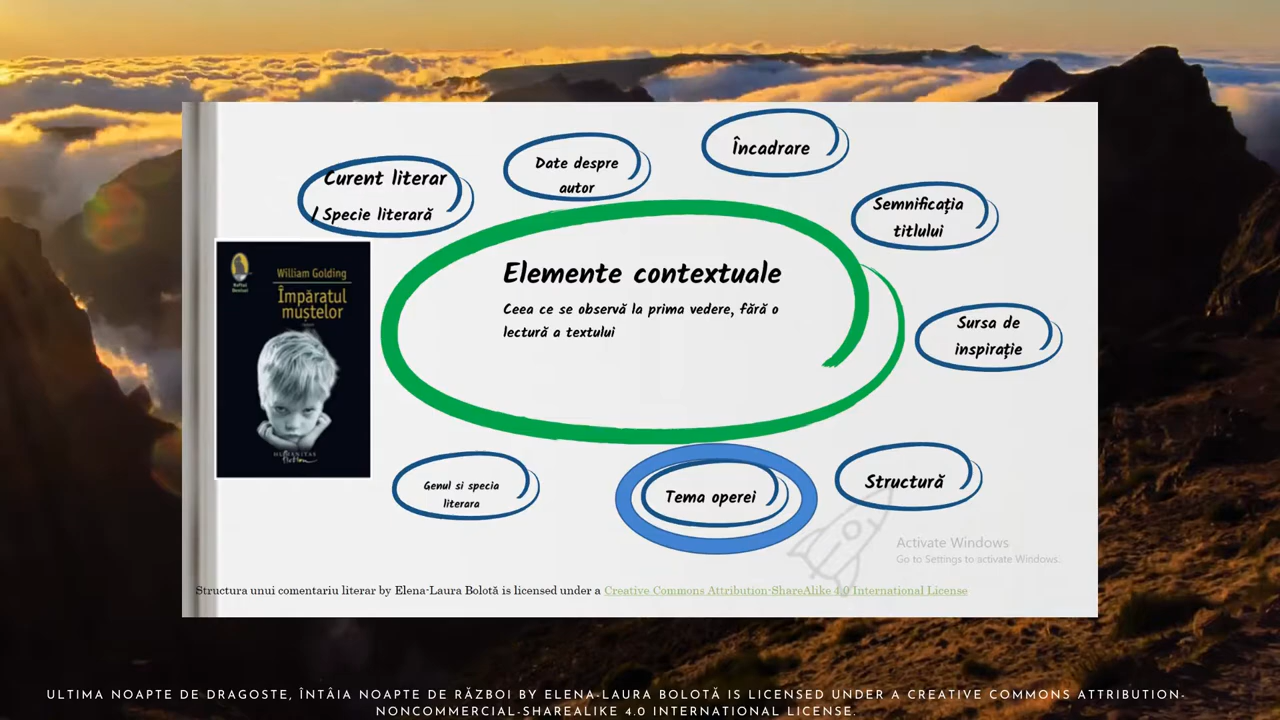 Încadrare
Date despre
autor
Curent literar
/ Specie literară
Semnificația
titlului
William Golding
Împăratul
muștelor
Elemente contextuale
Ceea ce se observă la prima vedere, fără o
lectură a textului
Sursa de
inspirație
HUMANITAS
fiction
Genul si specia
literara
Tema operei
Structură
Activate Windows
Go to Settings to activate Windows.
Structura unui comentariu literar by Elena-Laura Bolotă is licensed under a Creative Commons Attribution-ShareAlike 4.0 International License
ULTIMA NOAPTE DE DRAGOSTE, ÎNTÂIA NOAPTE DE RĂZBOI BY ELENA-LAURA BOLOTĂ IS LICENSED UNDER A CREATIVE COMMONS ATTRIBUTION-
NONCOMMERCIAL-SHAREALIKE 4.0 INTERNATIONAL LICENSE.